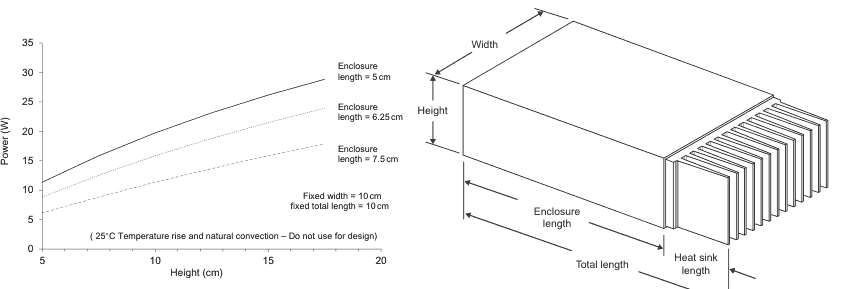 35
30
25
20
15
10
5
0
Power (W)
5
10
15
20
Height (cm)
Enclosure
length = 5 cm
Enclosure
length = 6.25 cm
Enclosure
length = 7.5 cm
Fixed width = 10 cm
fixed total length = 10 cm
( 25°C Temperature rise and natural convection – Do not use for design)
Width
Height
Enclosure
length
Total length
Heat sink
length